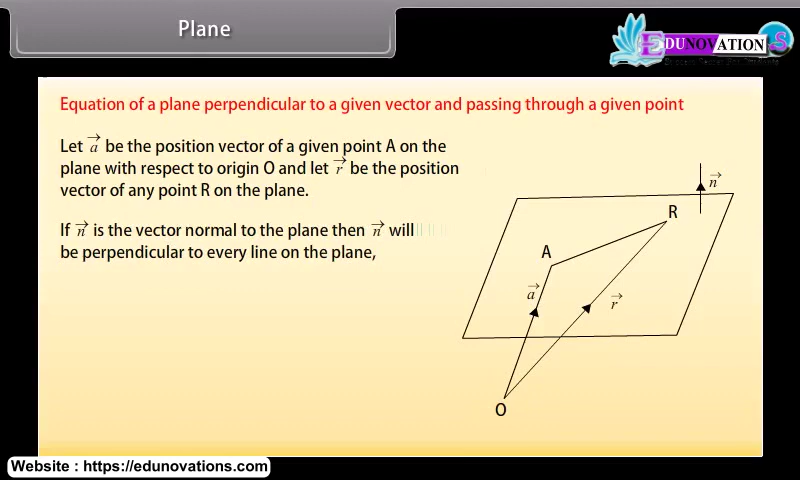 Plane
EDUNOVATIONS
Equation of a plane perpendicular to a given vector and passing through a given point
Let a⃗ be the position vector of a given point A on the
plane with respect to origin O and let r⃗ be the position
vector of any point R on the plane.
If n⃗ is the vector normal to the plane then n⃗ will
be perpendicular to every line on the plane,
n⃗
R
A
a⃗
r⃗
O
Website : https://edunovations.com